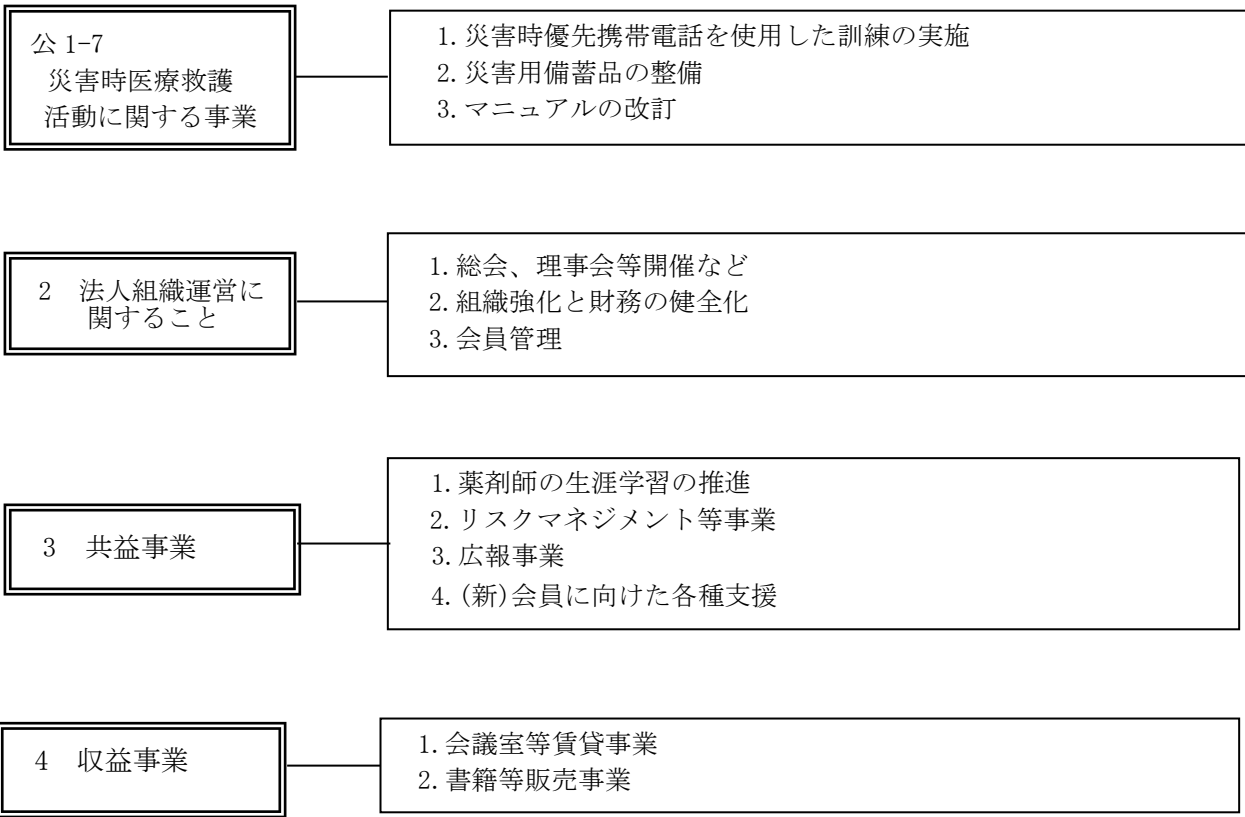 公1-7
災害時医療救護
活動に関する事業
1.災害時優先携帯電話を使用した訓練の実施
2.災害用備蓄品の整備
3.マニュアルの改訂
2 法人組織運営に
関すること
1.総会、理事会等開催など
2.組織強化と財務の健全化
3.会員管理
3 共益事業
1.薬剤師の生涯学習の推進
2.リスクマネジメント等事業
3.広報事業
4.(新)会員に向けた各種支援
4 収益事業
1.会議室等賃貸事業
2.書籍等販売事業